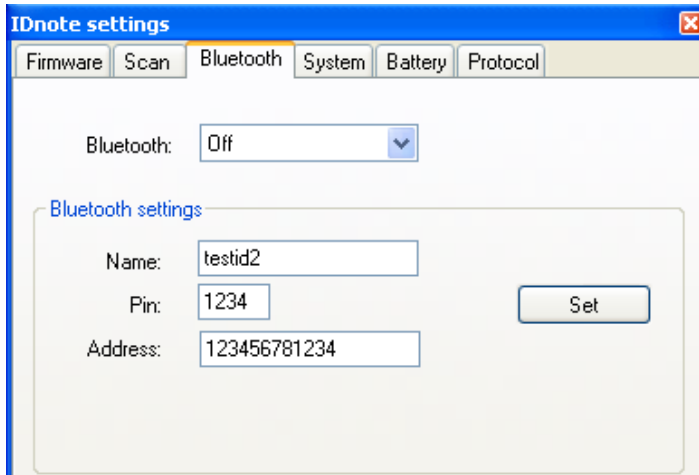 IDnote settings
Firmware Scan Bluetooth System Battery Protocol
Bluetooth: Off
Bluetooth settings
Name: testid2
Pin: 1234
Set
Address: 123456781234